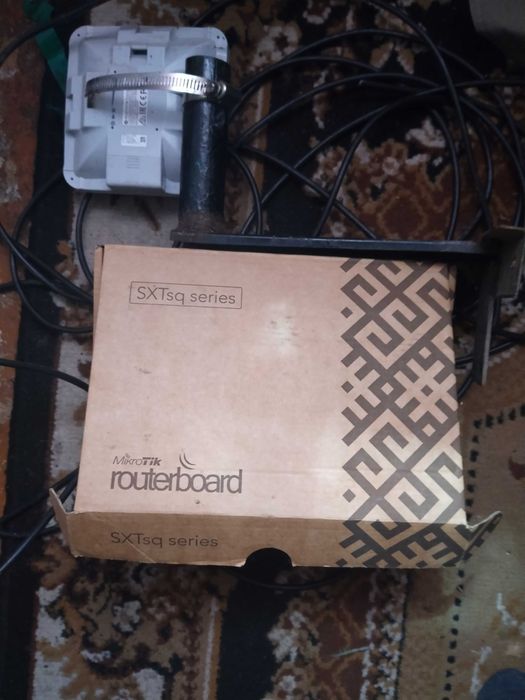 SXTsq series
MikroTik
routerboard
SXTsq series